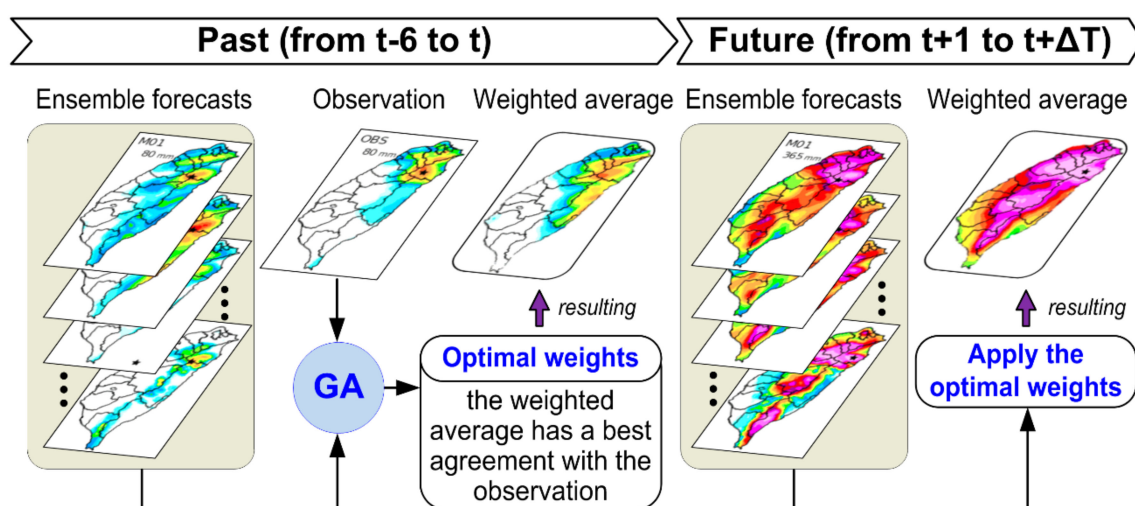 Past (from t-6 to t)
Future (from t+1 to t+ΔT)
Ensemble forecasts
Observation
Weighted average
Ensemble forecasts
Weighted average
M01
80 mm
OBS
80 mm
M01
365 mm
resulting
resulting
GA
Optimal weights
the weighted
average has a best
agreement with the
observation
Apply the
optimal weights